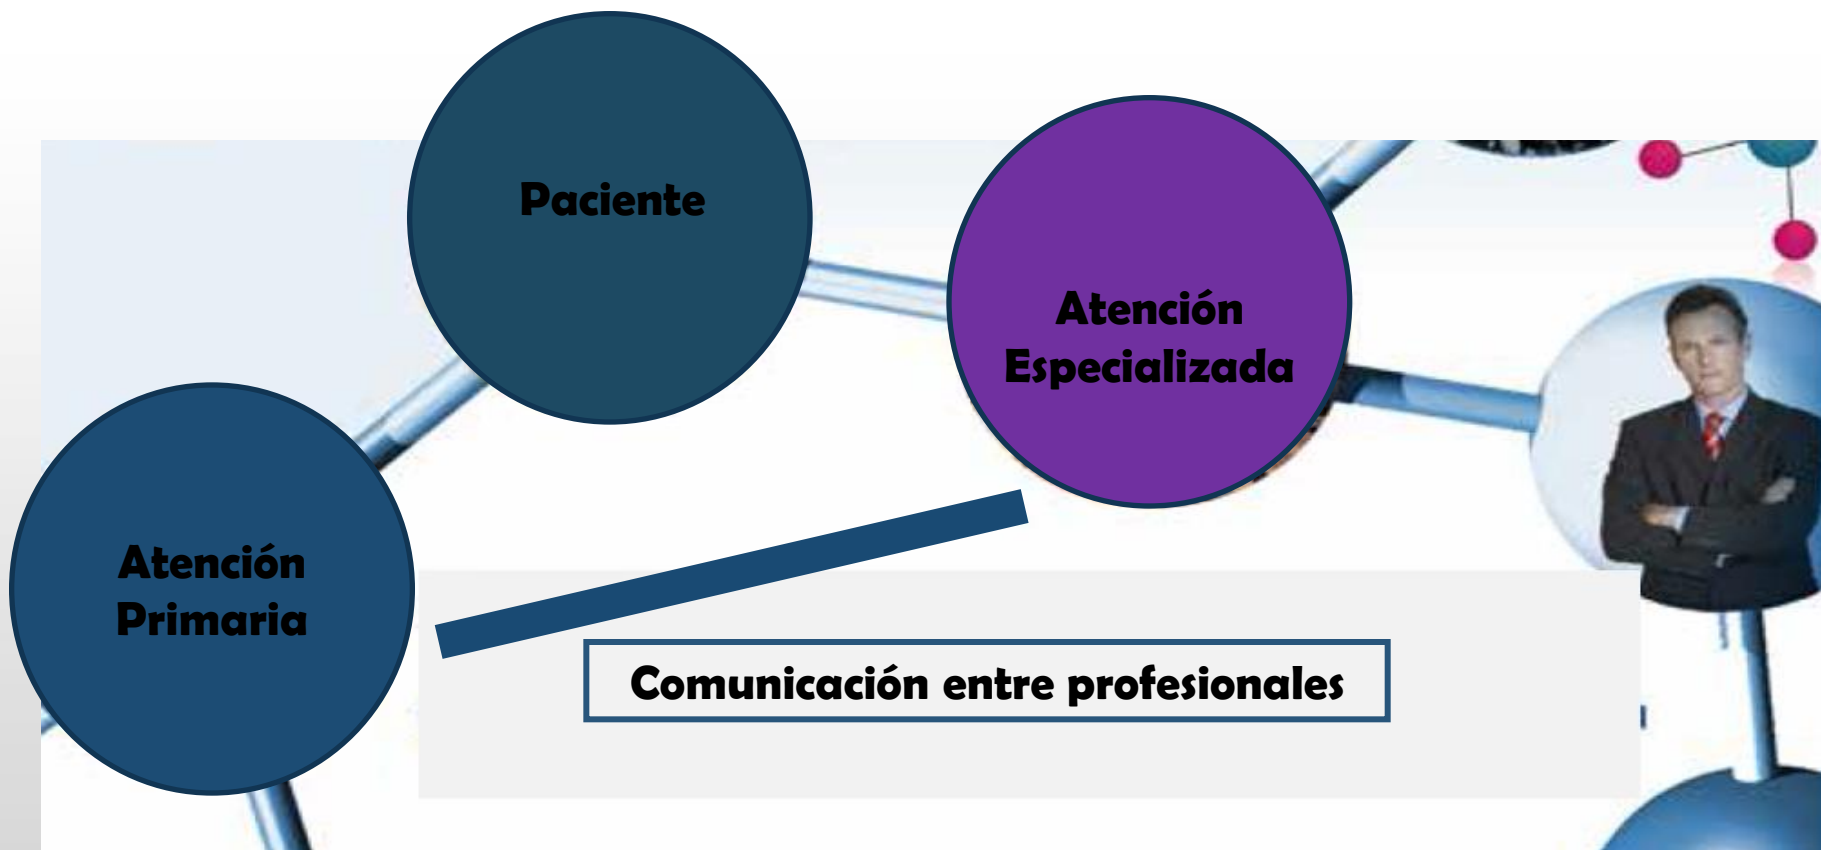 Paciente
Atención
Especializada
Atención
Primaria
Comunicación entre profesionales